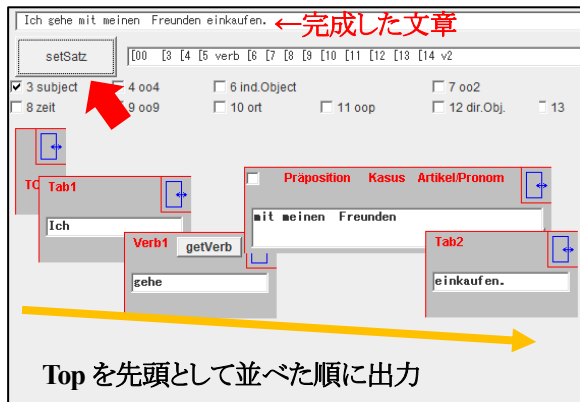 Ich gehe mit meinen  Freunden einkaufen. ←完成した文章
setSatz [00 [3 [4 [5 verb [6 [7 [8 [9 [10 [11 [12 [13 [14 v2
3 subject 4 oo4 6 ind.Object 7 oo2
8 zeit 9 oo9 10 ort 11 oop 12 dir.Obj. 13
Präposition Kasus Artikel/Pronom
Tab1
Ich
mit meinen  Freunden
Verb1 getVerb
gehe
Tab2
einkaufen.
Top を先頭として並べた順に出力